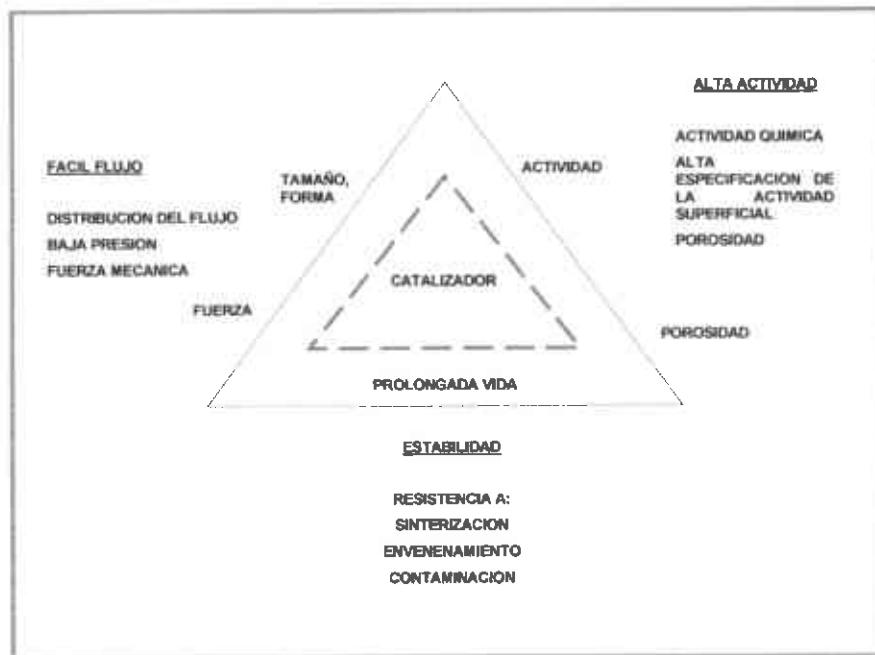 ALTA ACTIVIDAD
ACTIVIDAD QUIMICA
ALTA
ESPECIFICACION DE
LA ACTIVIDAD
SUPERFICIAL
POROSIDAD
FACIL FLUJO
DISTRIBUCION DEL FLUJO
BAJA PRESION
FUERZA MECANICA
TAMAÑO,
FORMA
ACTIVIDAD
FUERZA
CATALIZADOR
POROSIDAD
PROLONGADA VIDA
ESTABILIDAD
RESISTENCIA A:
SINTERIZACION
ENVENENAMIENTO
CONTAMINACION